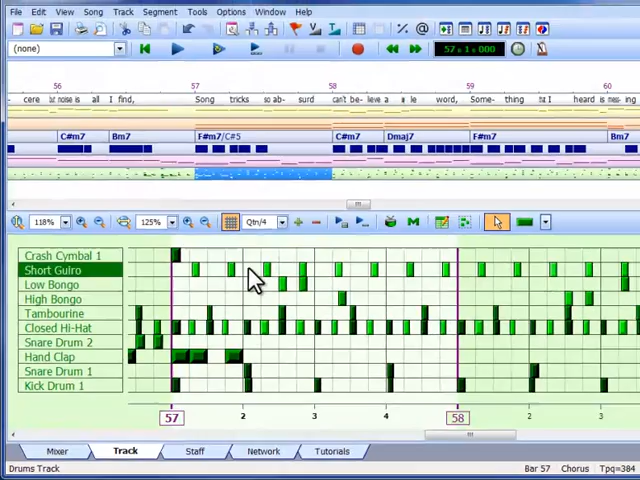 File Edit Song Track Segment Tools Options Window Help
(none)
57 : 1 : 000
56 57 58 59 60
cere but noise is all I find, Song tricks so ab- surd can't be- lieve a le word, Some- thing that I heard is miss- ing
C#m7 Bm7 F#m7/C#5 C#m7 DmaJ7 F#m7 Bm7
118% 125% Qtn/4
Crash Cymbal 1
Short Guiro
Low Bongo
High Bongo
Tambourine
Closed Hi-Hat
Snare Drum 2
Hand Clap
Snare Drum 1
Kick Drum 1
57 2 3 4 58 2 3
Mixer Track Staff Network Tutorials
Drums Track Bar 57 Chorus Tpq=384